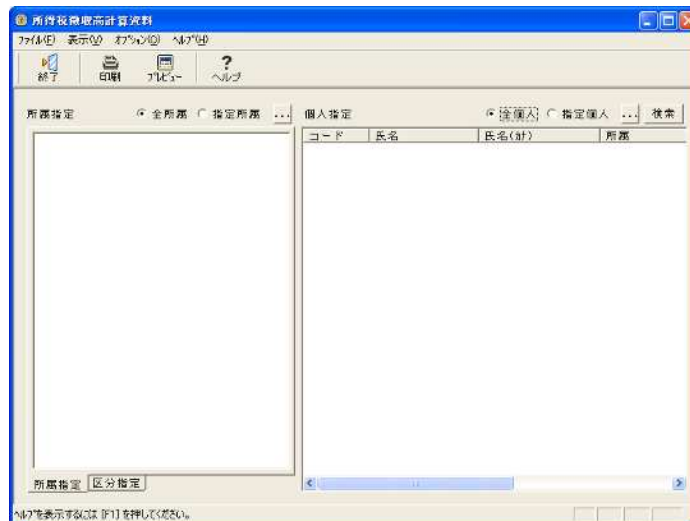 所得税徴収高計算資料
ﾌｧｲﾙ(F) 表示(V) ｵﾌﾟｼｮﾝ(O) ﾍﾙﾌﾟ(H)
終了 印刷 ﾌﾟﾚﾋﾞｭｰ ? ヘルプ
所属指定 全所属 指定所属 ... 個人指定 全個人 指定個人 ... 検索
コード 氏名 氏名(ｶﾅ) 所属
所属指定 区分指定
ﾍﾙﾌﾟを表示するには [F1] を押してください。